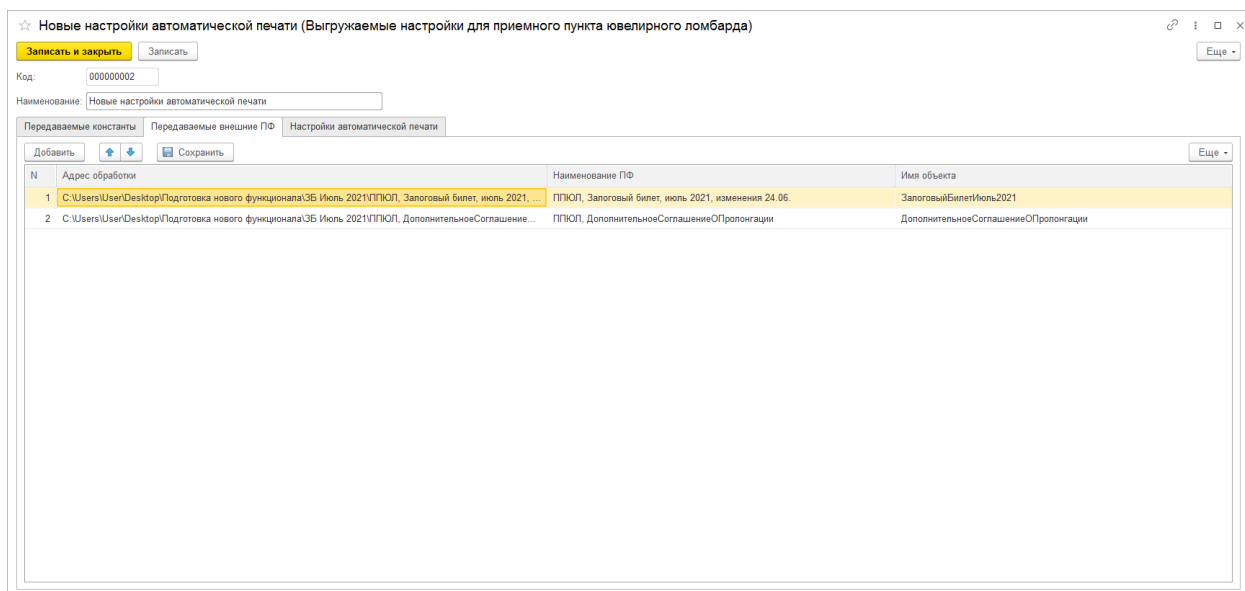 Новые настройки автоматической печати (Выгружаемые настройки для приемного пункта ювелирного ломбарда)
Записать и закрыть Записать Еще
Код: 000000002
Наименование: Новые настройки автоматической печати
Передаваемые константы Передаваемые внешние ПФ Настройки автоматической печати
Добавить Сохранить Еще
N Адрес обработки Наименование ПФ Имя объекта
1 C:\Users\User\Desktop\Подготовка нового функционала\ЗБ Июль 2021\ППЮЛ, Залоговый билет, июль 2021, ... ППЮЛ, Залоговый билет, июль 2021, изменения 24.06. ЗалоговыйБилетИюль2021
2 C:\Users\User\Desktop\Подготовка нового функционала\ЗБ Июль 2021\ППЮЛ, ДополнительноеСоглашение... ППЮЛ, ДополнительноеСоглашениеОПролонгации ДополнительноеСоглашениеОПролонгации